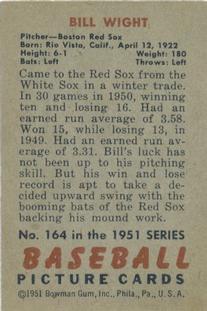 BILL WIGHT
Pitcher—Boston Red Sox
Born: Rio Vista, Calif., April 12, 1922
Height: 6-1 Weight: 180
Bats: Left Throws: Left
Came to the Red Sox from the
White Sox in a winter trade.
In 30 games in 1950, winning
ten and losing 16. Had an
earned run average of 3.58.
Won 15, while losing 13, in
1949. Had an earned run av-
erage of 3.31. Bill's luck has
not been up to his pitching
skill. But his win and lose
record is apt to take a de-
cided upward swing with the
booming bats of the Red Sox
backing his mound work.
No. 164 in the 1951 SERIES
BASEBALL
PICTURE CARDS
©1951 Bowman Gum, Inc., Phila., Pa., U. S. A.